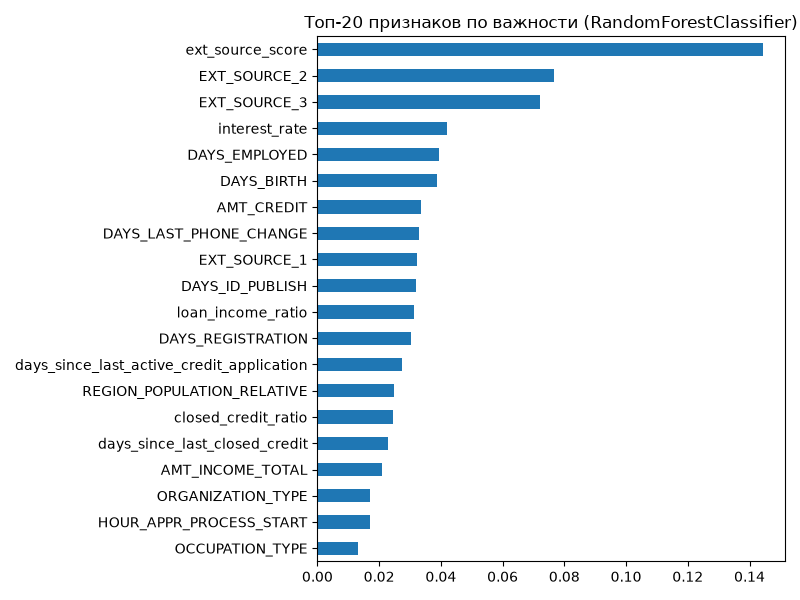 Топ-20 признаков по важности (RandomForestClassifier)
ext_source_score
EXT_SOURCE_2
EXT_SOURCE_3
interest_rate
DAYS_EMPLOYED
DAYS_BIRTH
AMT_CREDIT
DAYS_LAST_PHONE_CHANGE
EXT_SOURCE_1
DAYS_ID_PUBLISH
loan_income_ratio
DAYS_REGISTRATION
days_since_last_active_credit_application
REGION_POPULATION_RELATIVE
closed_credit_ratio
days_since_last_closed_credit
AMT_INCOME_TOTAL
ORGANIZATION_TYPE
HOUR_APPR_PROCESS_START
OCCUPATION_TYPE
0.00 0.02 0.04 0.06 0.08 0.10 0.12 0.14